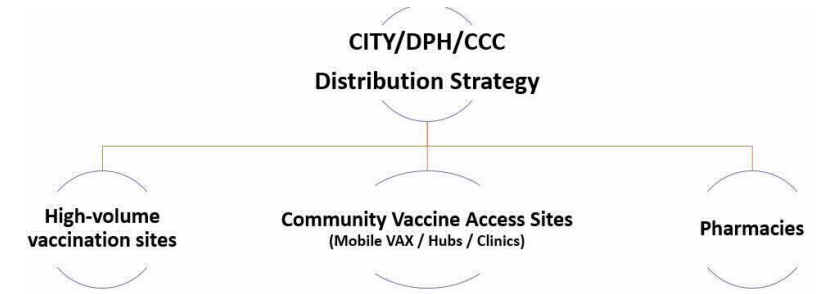 CITY/DPH/CCC
Distribution Strategy
High-volume
vaccination sites
Community Vaccine Access Sites
(Mobile VAX / Hubs / Clinics)
Pharmacies